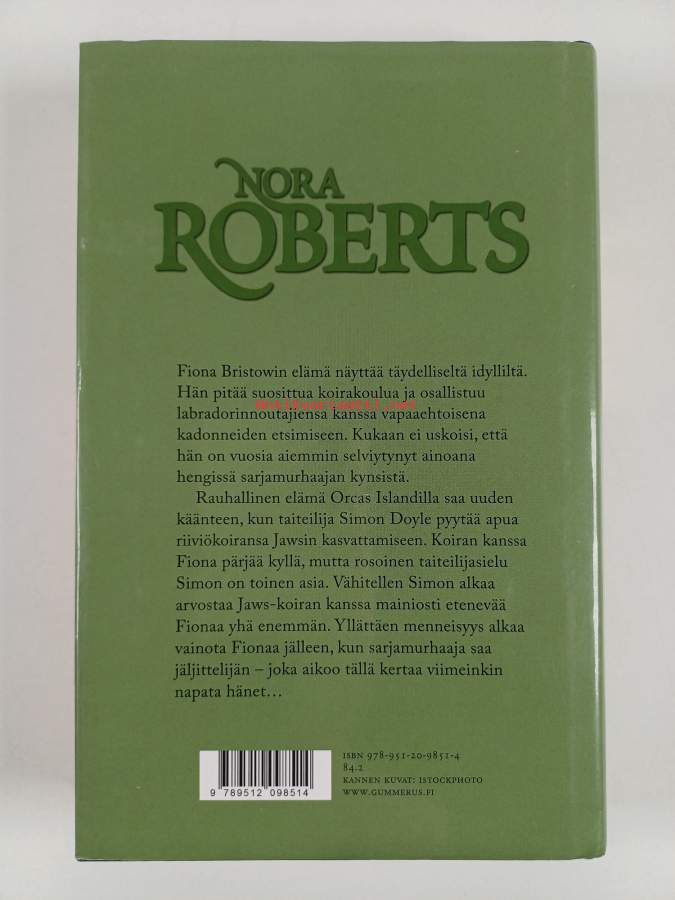 NORA
ROBERTS
Fiona Bristowin elämä näyttää täydelliseltä idylliltä.
Hän pitää suosittua koirakoulua ja osallistuu
antikvariaatti.net
labradorinnoutajiensa kanssa vapaaehtoisena
kadonneiden etsimiseen. Kukaan ei uskoisi, että
hän on vuosia aiemmin selviytynyt ainoana
hengissä sarjamurhaajan kynsistä.
Rauhallinen elämä Orcas Islandilla saa uuden
käänteen, kun taiteilija Simon Doyle pyytää apua
riiviökoiransa Jawsin kasvattamiseen. Koiran kanssa
Fiona pärjää kyllä, mutta rosoinen taiteilijasielu
Simon on toinen asia. Vähitellen Simon alkaa
arvostaa Jaws-koiran kanssa mainiosti etenevää
Fionaa yhä enemmän. Yllättäen menneisyys alkaa
vainota Fionaa jälleen, kun sarjamurhaaja saa
jäljittelijän – joka aikoo tällä kertaa viimeinkin
napata hänet…
ISBN 978-951-20-9851-4
84.2
KANNEN KUVAT: ISTOCKPHOTO
WWW.GUMMERUS.FI
9 789512 098514